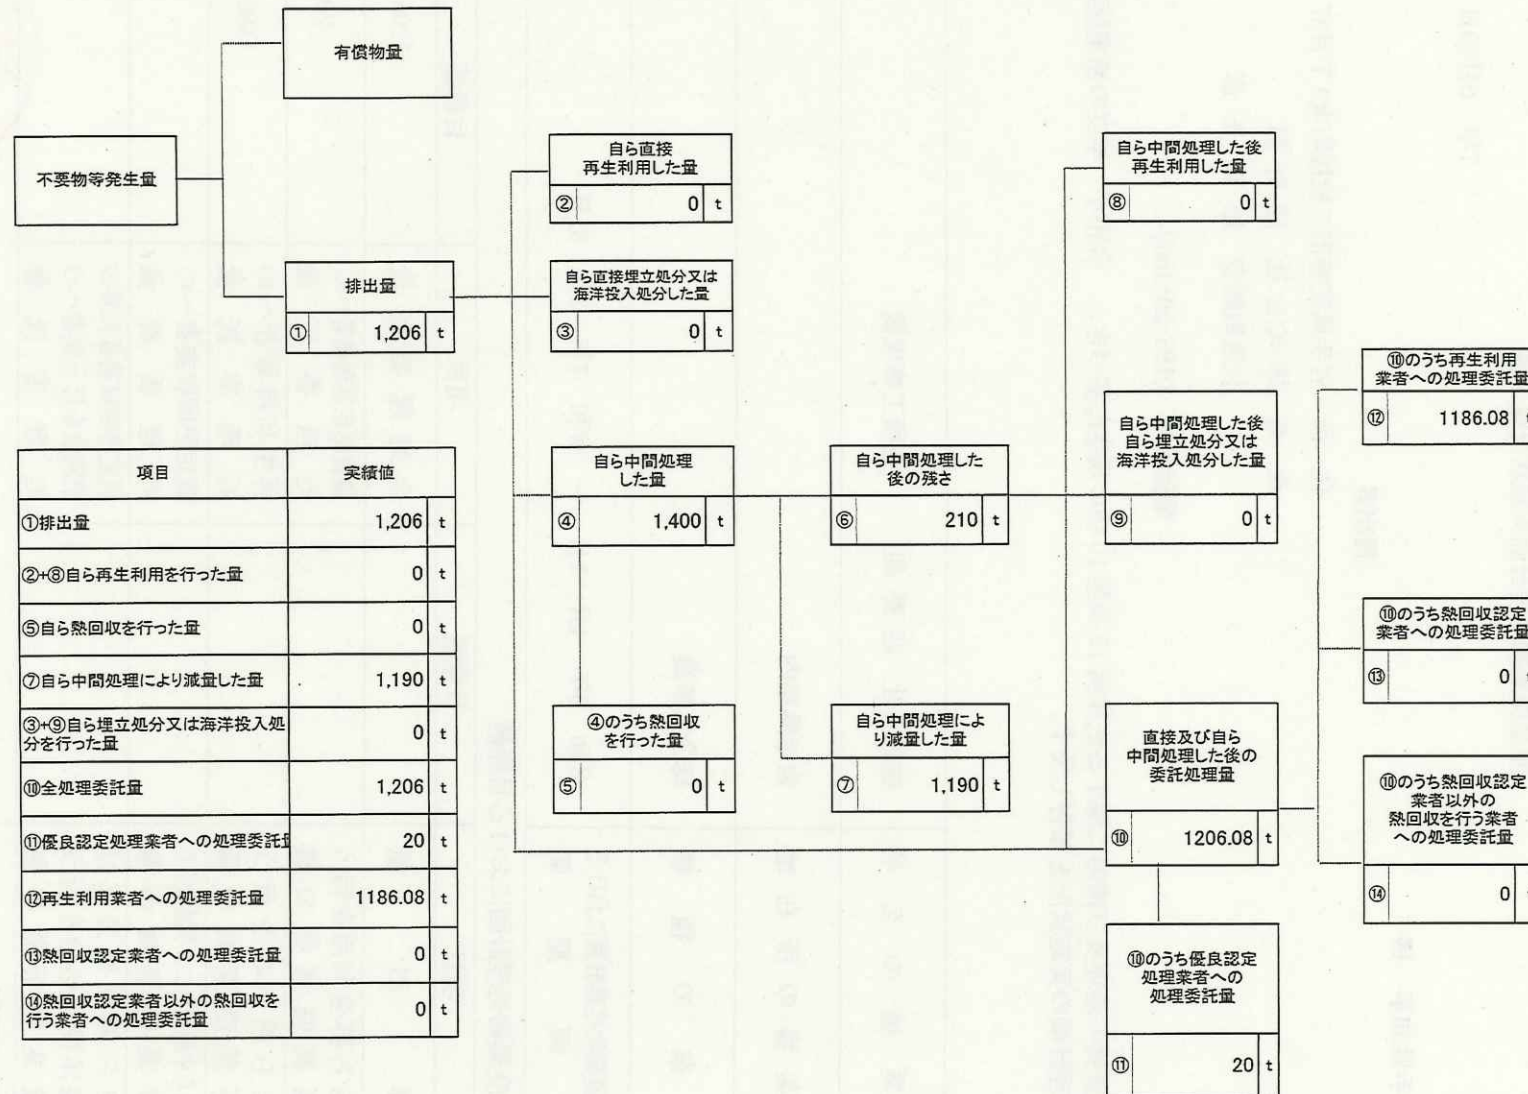 有償物量
不要物等発生量
排出量
① 1,206 t
自ら直接
再生利用した量
② 0 t
自ら直接埋立処分又は
海洋投入処分した量
③ 0 t
自ら中間処理
した量
④ 1,400 t
④のうち熱回収
を行った量
⑤ 0 t
自ら中間処理した
後の残さ
⑥ 210 t
自ら中間処理によ
り減量した量
⑦ 1,190 t
自ら中間処理した後
再生利用した量
⑧ 0 t
自ら中間処理した後
自ら埋立処分又は
海洋投入処分した量
⑨ 0 t
直接及び自ら
中間処理した後の
委託処理量
⑩ 1206.08 t
⑩のうち優良認定
処理業者への
処理委託量
⑪ 20 t
⑩のうち再生利用
業者への処理委託量
⑫ 1186.08
⑩のうち熱回収認定
業者への処理委託量
⑬ 0
⑩のうち熱回収認定
業者以外の
熱回収を行う業者
への処理委託量
⑭ 0
項目 実績値
①排出量 1,206 t
②+⑧自ら再生利用を行った量 0 t
⑤自ら熱回収を行った量 0 t
⑦自ら中間処理により減量した量 1,190 t
③+⑨自ら埋立処分又は海洋投入処
分を行った量 0 t
⑩全処理委託量 1,206 t
⑪優良認定処理業者への処理委託 20 t
⑫再生利用業者への処理委託量 1186.08 t
⑬熱回収認定業者への処理委託量 0 t
⑭熱回収認定業者以外の熱回収を
行う業者への処理委託量 0 t